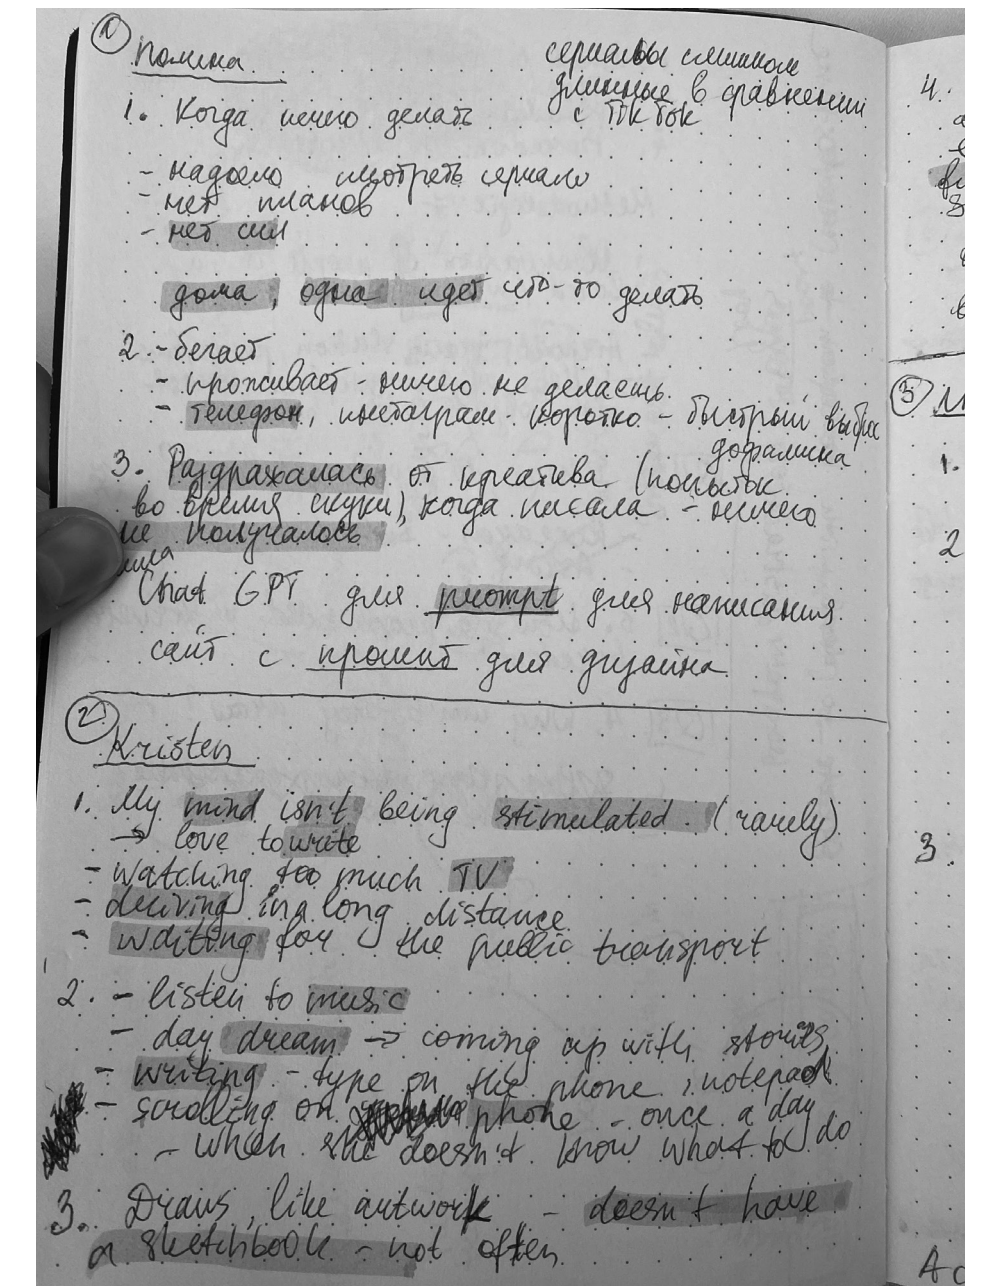 1
Полина
сериалы слишком
длинные в сравнении
с ТикТок
1. Когда нечего делать
- надоело смотреть сериало
- нет планов
- нет сил
дома, одна идет что-то делать
2. - бегает
- проживает - ничего не делаешь
- телефон, инстаграм - коротко - быстрый выброс
дофамина
3. Раздражалась от креатива (попыток
во время скуки), когда писала - ничего
не получалось
Chat GPT для prompt для написания
сайт с промпт для дизайна
2
Kristen
1. My mind isn't being stimulated (rarely)
→ love to write
- watching too much TV
- driving in a long distance
- waiting for the public transport
2. - listen to music
- day dream → coming up with stories
- writing - type on the phone, notepad
- scrolling on phone - once a day
- when she doesn't know what to do
3. Draws, like artwork - doesn't have
a sketchbook - not often
4.
3
1.
2
3.